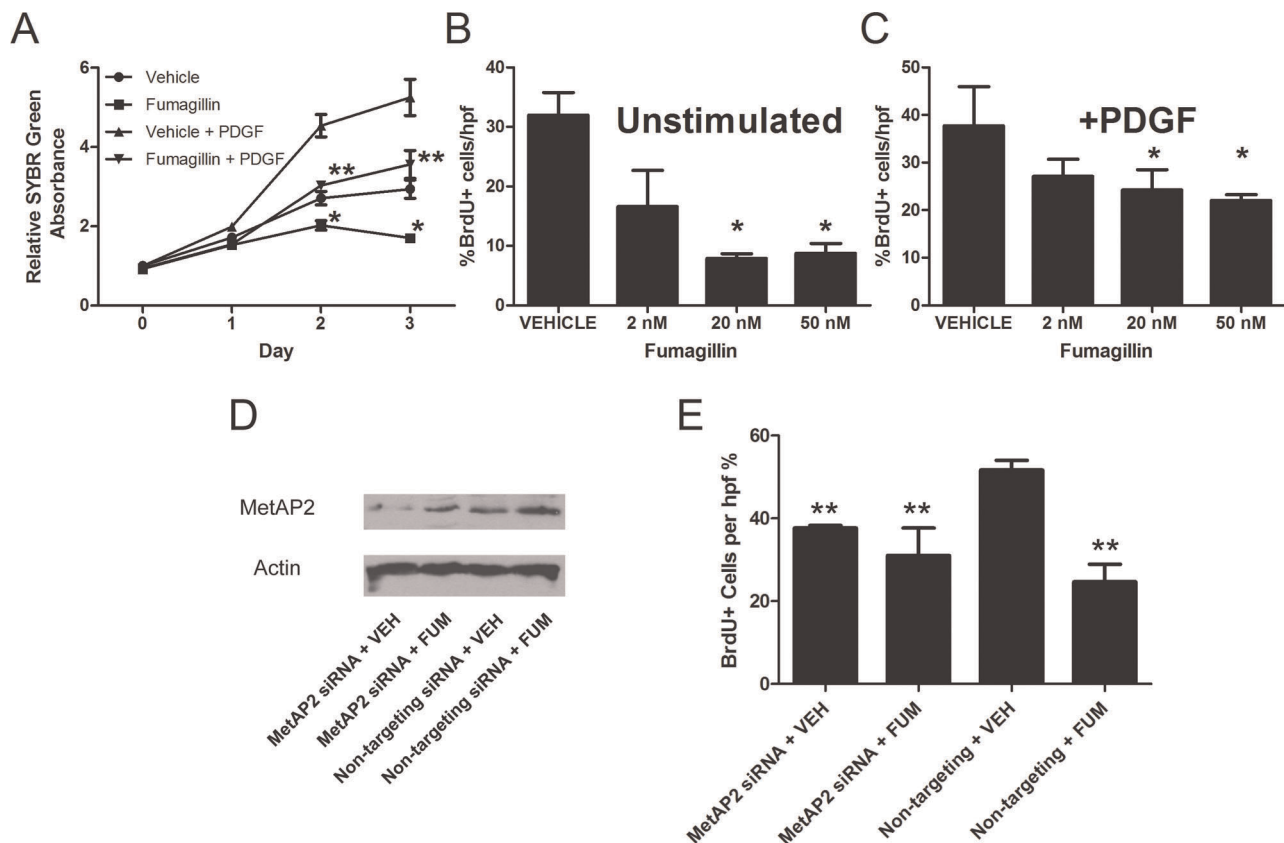 A
6
4
2
0
Relative SYBR Green
Absorbance
Vehicle
Fumagillin
Vehicle + PDGF
Fumagillin + PDGF
**
**
*
*
0 1 2 3
Day
B
40
30
20
10
0
%BrdU+ cells/hpf
Unstimulated
* *
VEHICLE 2 nM 20 nM 50 nM
Fumagillin
C
50
40
30
20
10
0
%BrdU+ cells/hpf
+PDGF
* *
VEHICLE 2 nM 20 nM 50 nM
Fumagillin
D
MetAP2
Actin
MetAP2 siRNA + VEH
MetAP2 siRNA + FUM
Non-targeting siRNA + VEH
Non-targeting siRNA + FUM
E
60
40
20
0
BrdU+ Cells per hpf %
** ** **
MetAP2 siRNA + VEH
MetAP2 siRNA + FUM
Non-targeting + VEH
Non-targeting + FUM